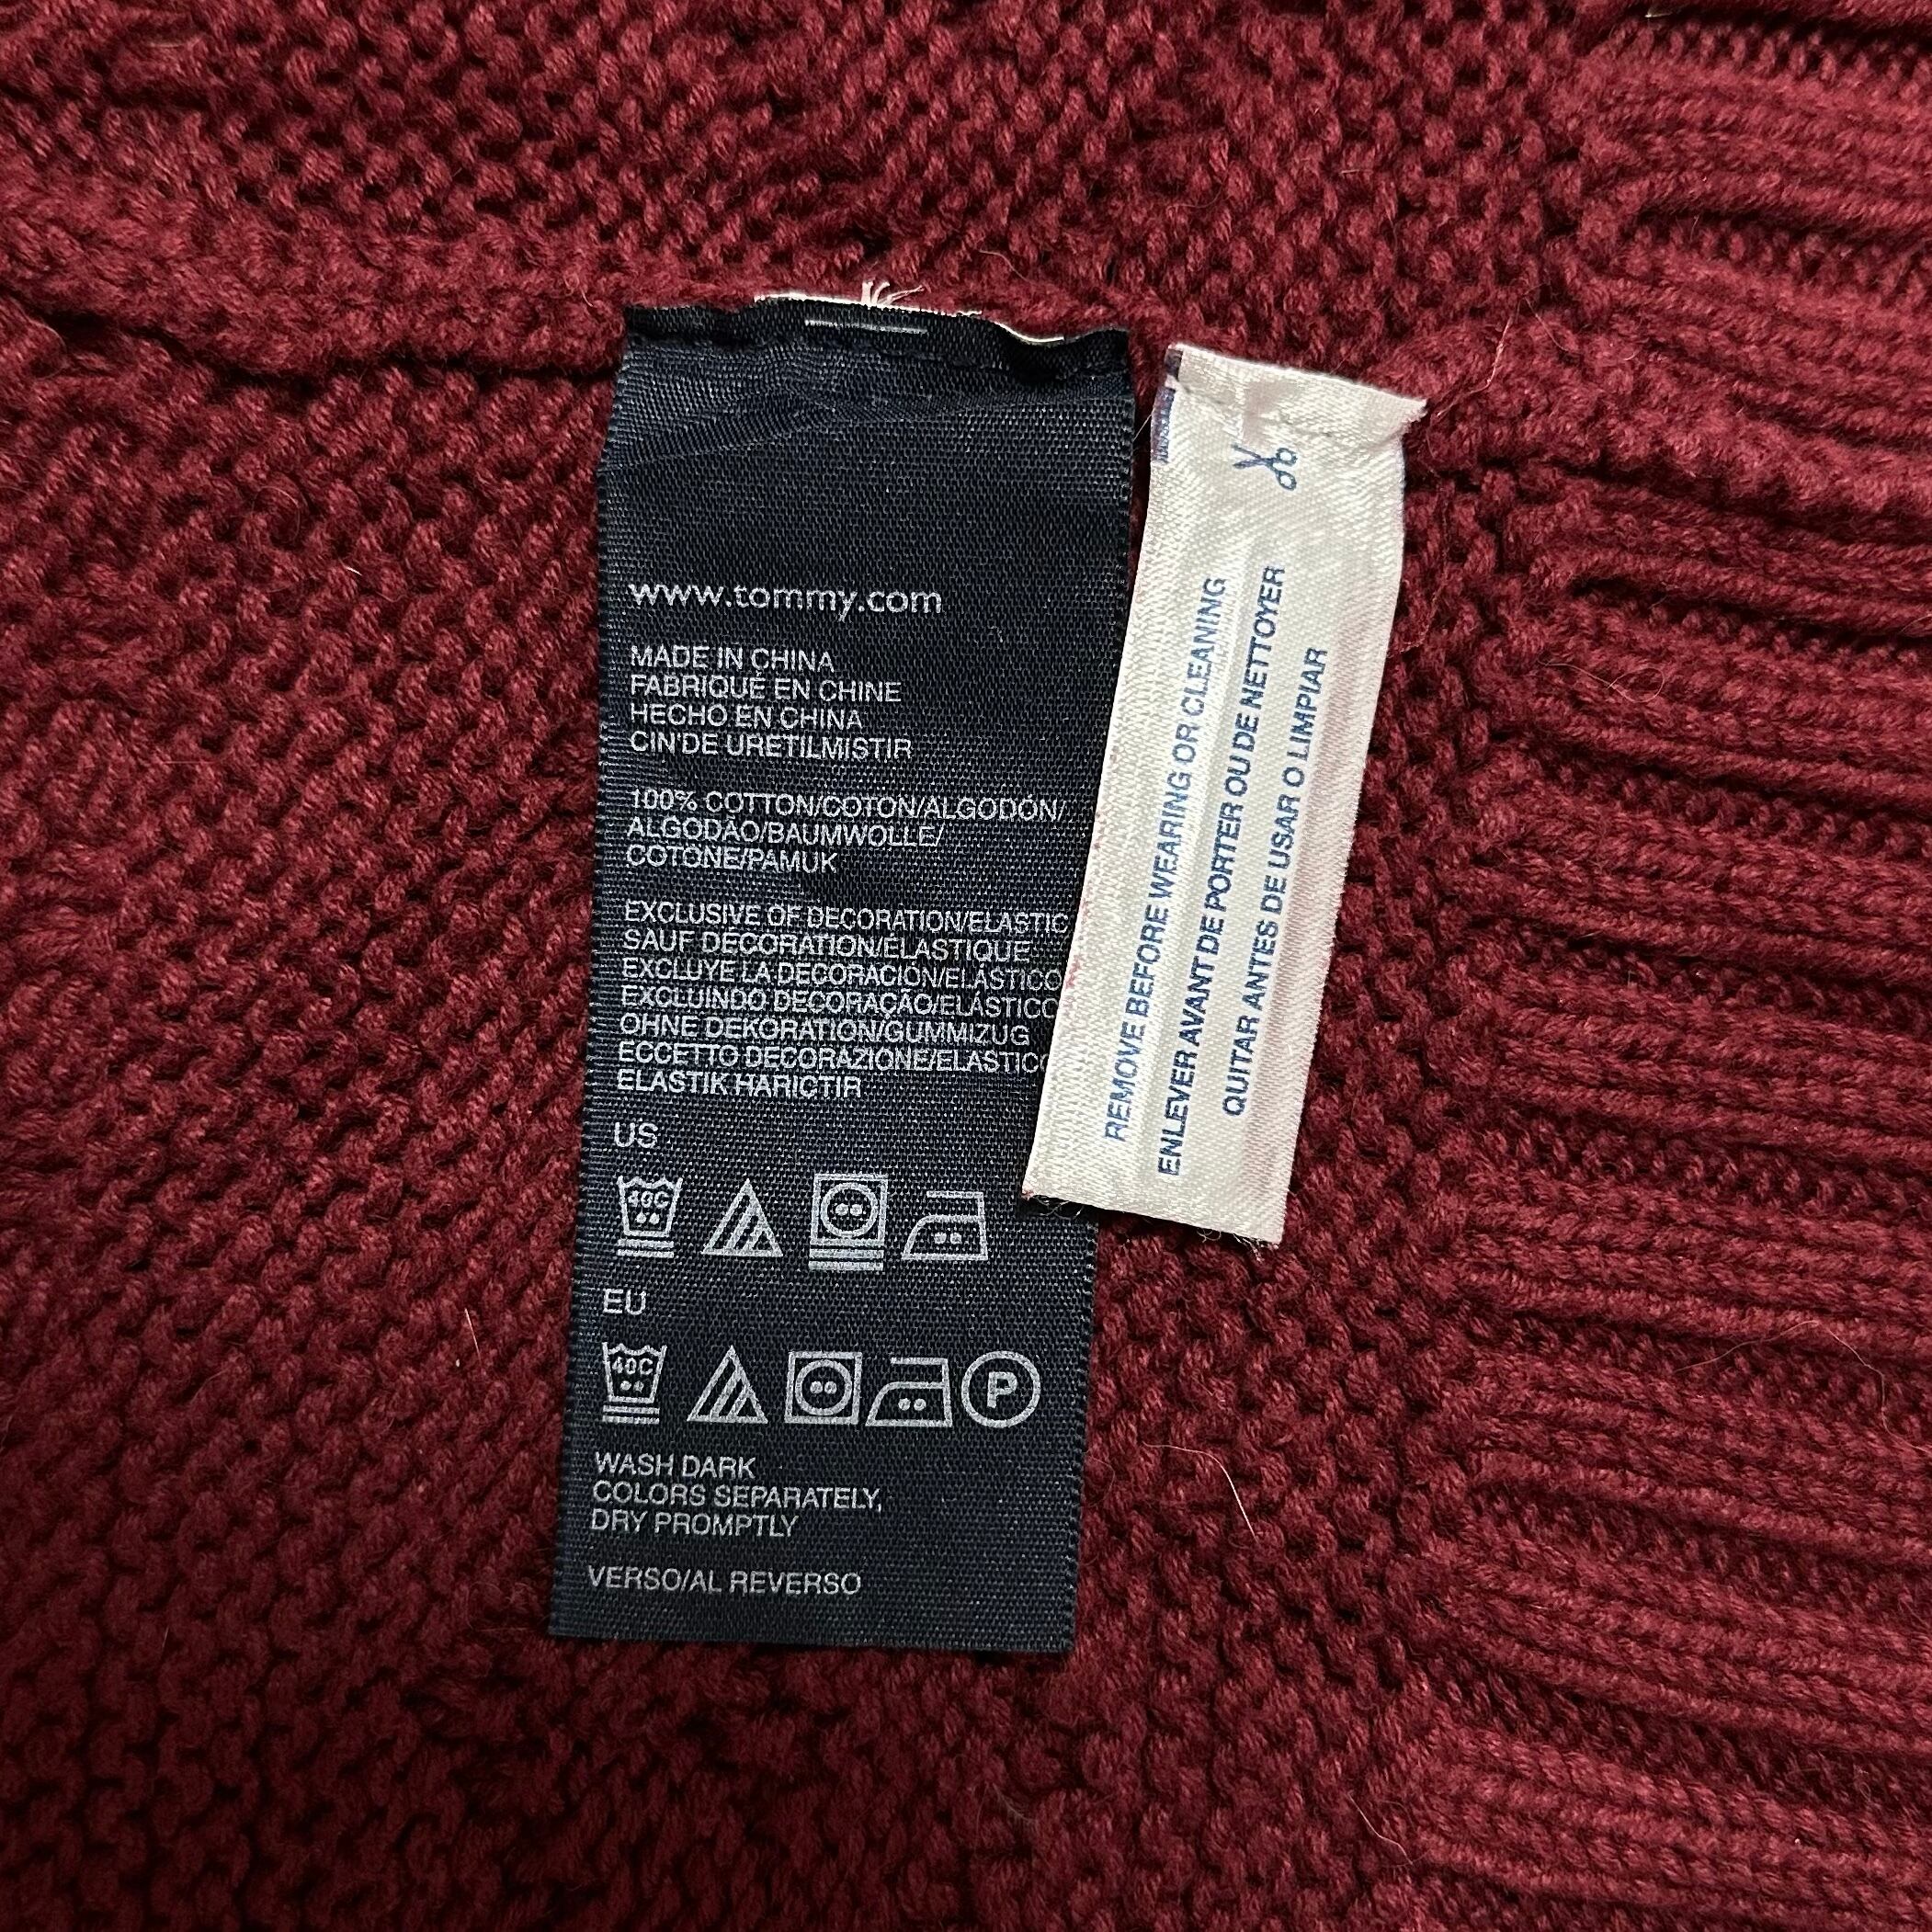 www.tommy.com
MADE IN CHINA
FABRIQUÉ EN CHINE
HECHO EN CHINA
CIN'DE URETILMISTIR
100% COTTON/COTON/ALGODÓN/
ALGODÃO/BAUMWOLLE/
COTONE/PAMUK
EXCLUSIVE OF DECORATION/ELASTIC
SAUF DÉCORATION/ÉLASTIQUE
EXCLUYE LA DECORACIÓN/ELÁSTICO
EXCLUINDO DECORAÇÃO/ELÁSTICO
OHNE DEKORATION/GUMMIZUG
ECCETTO DECORAZIONE/ELASTICO
ELASTIK HARICTIR
US
40C
EU
40C
P
WASH DARK
COLORS SEPARATELY,
DRY PROMPTLY
VERSO/AL REVERSO
REMOVE BEFORE WEARING OR CLEANING
ENLEVER AVANT DE PORTER OU DE NETTOYER
QUITAR ANTES DE USAR O LIMPIAR